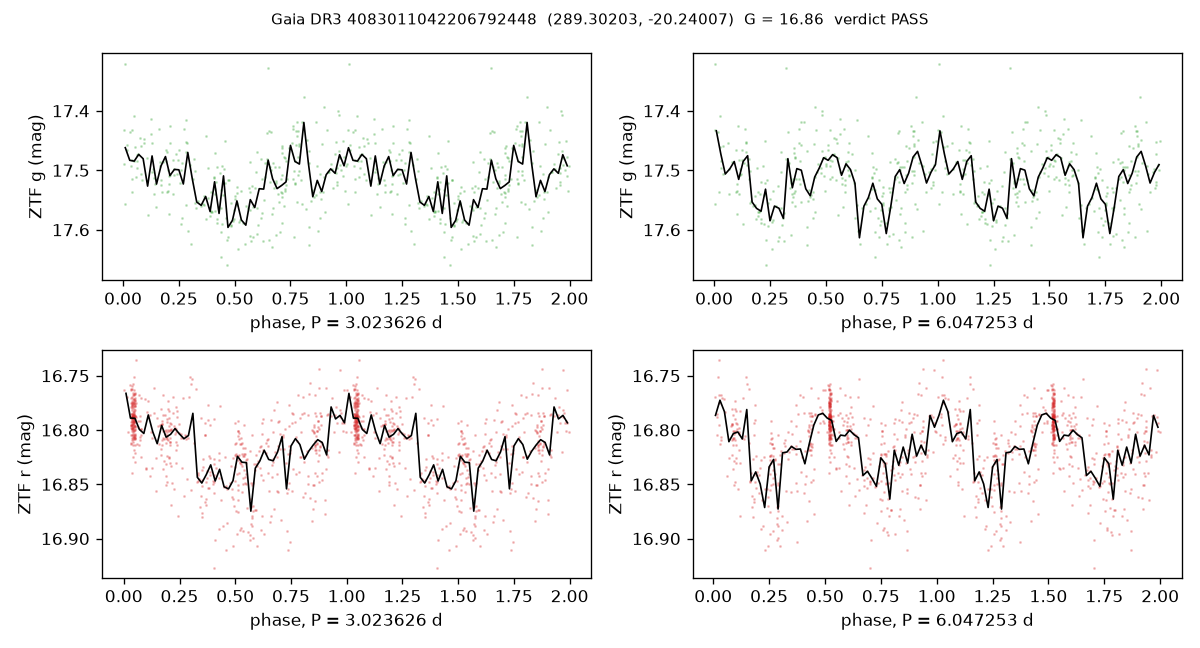 Gaia DR3 4083011042206792448  (289.30203, -20.24007)  G = 16.86  verdict PASS
ZTF g (mag)
17.4
17.5
17.6
0.00 0.25 0.50 0.75 1.00 1.25 1.50 1.75 2.00
phase, P = 3.023626 d
ZTF g (mag)
17.4
17.5
17.6
0.00 0.25 0.50 0.75 1.00 1.25 1.50 1.75 2.00
phase, P = 6.047253 d
ZTF r (mag)
16.75
16.80
16.85
16.90
0.00 0.25 0.50 0.75 1.00 1.25 1.50 1.75 2.00
phase, P = 3.023626 d
ZTF r (mag)
16.75
16.80
16.85
16.90
0.00 0.25 0.50 0.75 1.00 1.25 1.50 1.75 2.00
phase, P = 6.047253 d